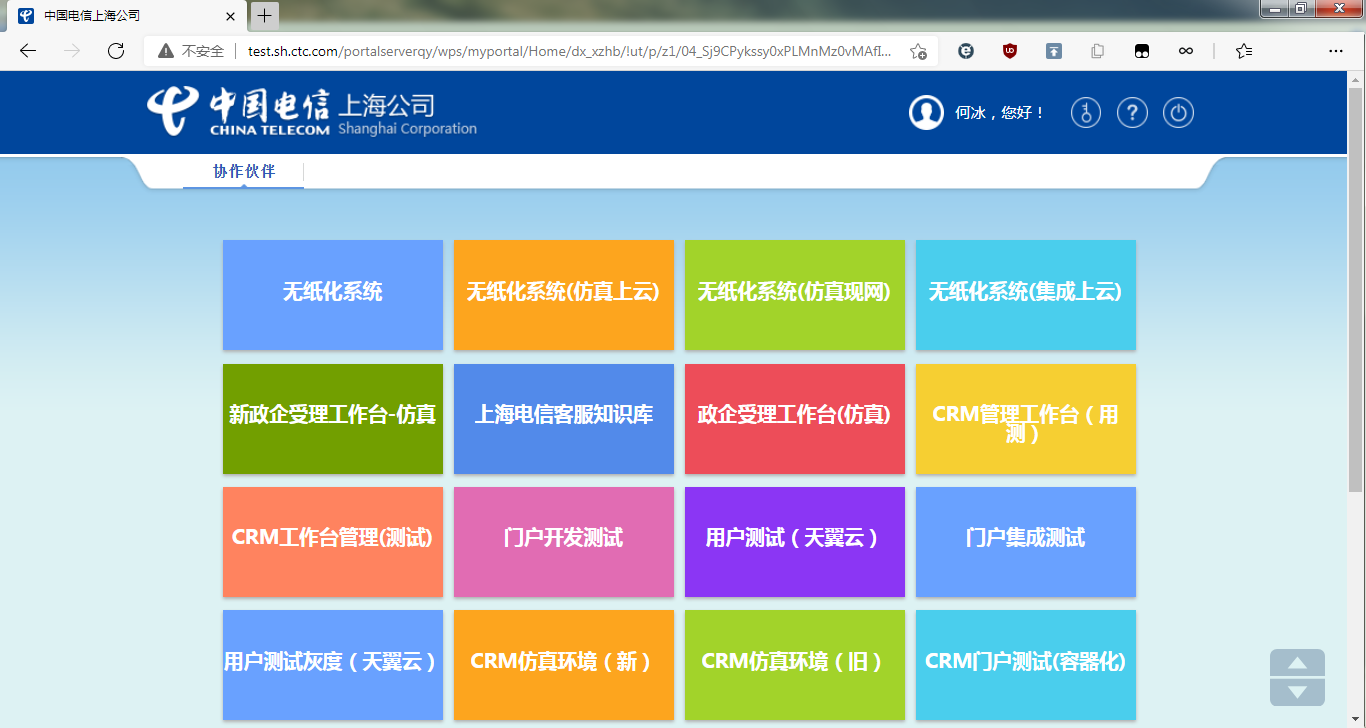 中国电信上海公司
不安全
test.sh.ctc.com/portalserverqy/wps/myportal/Home/dx_xzhb/!ut/p/z1/04_Sj9CPykssy0xPLMnMz0vMAfI...
中国电信 上海公司
CHINA TELECOM Shanghai Corporation
何冰，您好！
协作伙伴
无纸化系统
无纸化系统(仿真上云)
无纸化系统(仿真现网)
无纸化系统(集成上云)
新政企受理工作台-仿真
上海电信客服知识库
政企受理工作台(仿真)
CRM管理工作台（用
测）
CRM工作台管理(测试)
门户开发测试
用户测试（天翼云）
门户集成测试
用户测试灰度（天翼云）
CRM仿真环境（新）
CRM仿真环境（旧）
CRM门户测试(容器化)